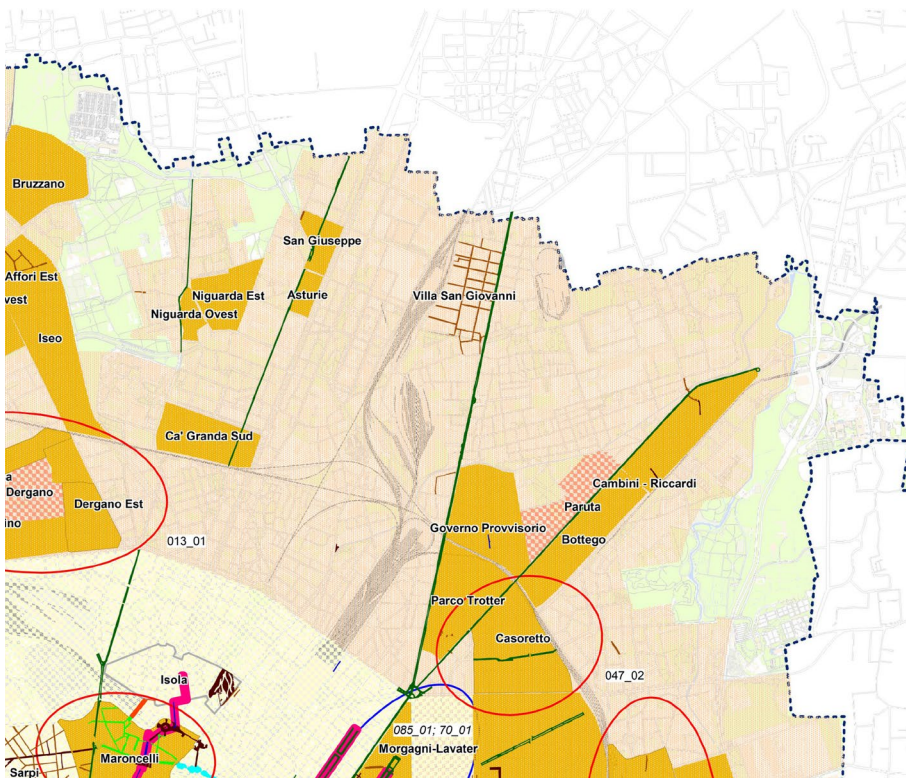 Bruzzano
San Giuseppe
Affori Est
vest
Niguarda Est
Asturie
Villa San Giovanni
Niguarda Ovest
Iseo
Ca' Granda Sud
a
Dergano
ino
Dergano Est
Cambini - Riccardi
Paruta
Governo Provvisorio
Bottego
013_01
Parco Trotter
Casoretto
047_02
Isola
085_01; 70_01
Morgagni-Lavater
Maroncelli
Sarpi